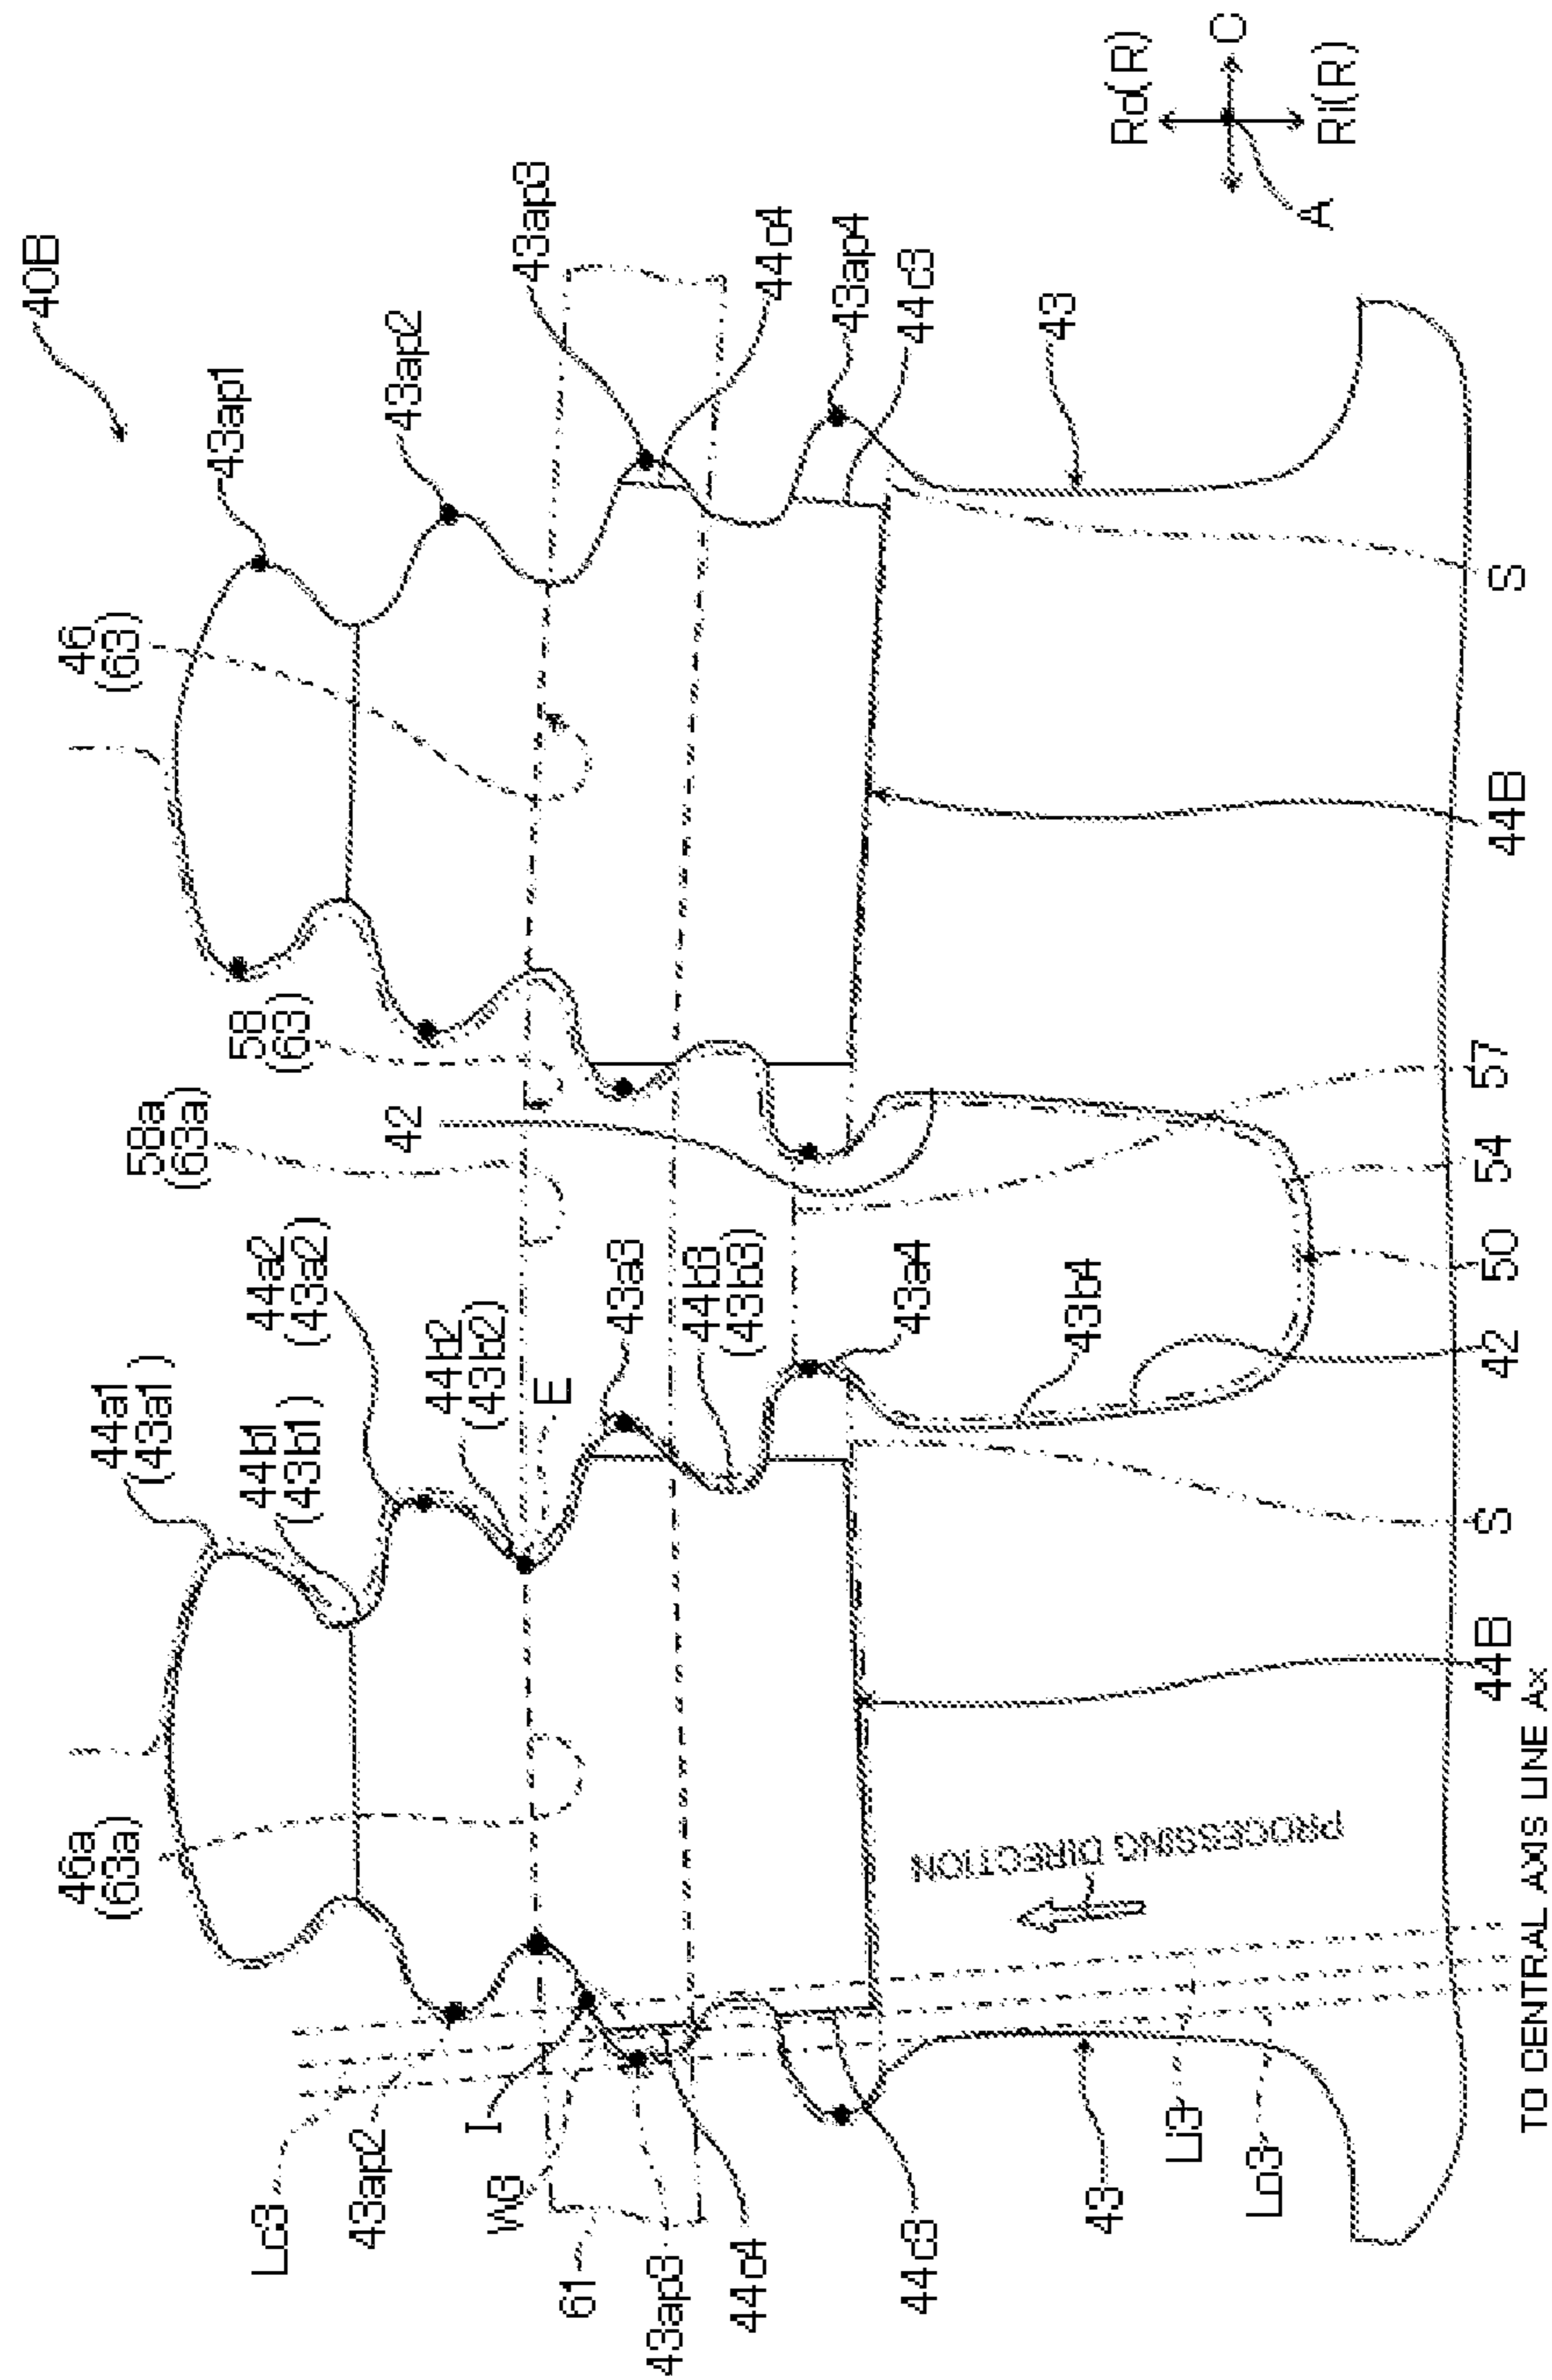 40B
43ap1
43ap2
43ap3
44c4
43ap4
44c3
43
S
46
(63)
44B
58
(63)
58a
(63a)
42
57
54
50
42
44a1
(43a1)
44b1
(43b1)
44a2
(43a2)
44b2
(43b2)
E
43a3
44b3
(43b3)
43a4
43b4
S
44B
46a
(63a)
PROCESSING DIRECTION
Lc3
43ap2
I
W3
61
43ap3
44c4
44c3
43
Li3
Lo3
TO CENTRAL AXIS LINE Ax
Ro(R)
C
Ri(R)
A